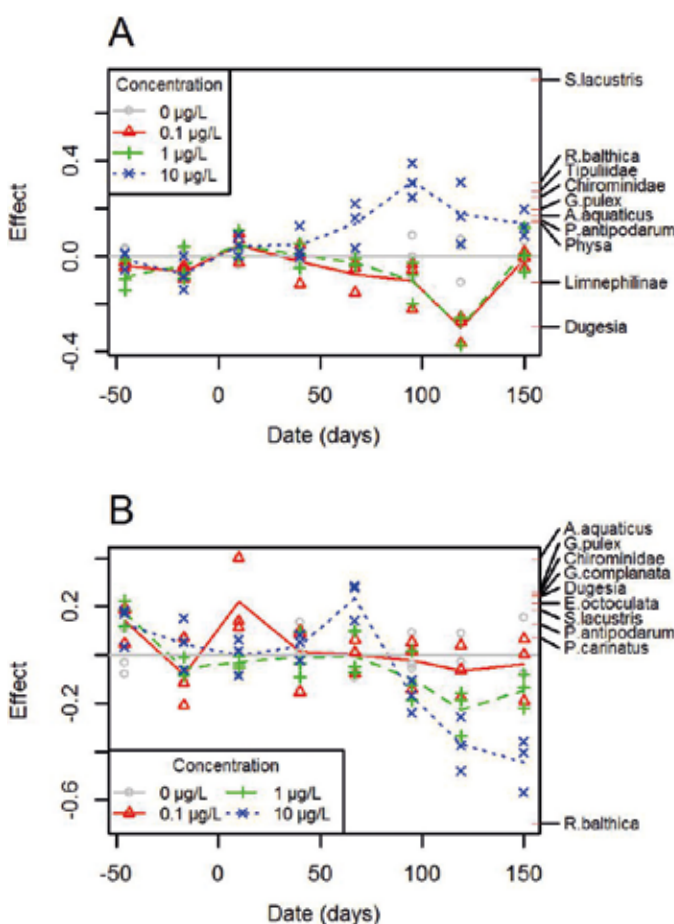 A
Concentration
0 µg/L
0.1 µg/L
1 µg/L
10 µg/L
Effect
0.4
0.0
-0.4
-50
0
50
100
150
Date (days)
S.lacustris
R.balthica
Tipuliidae
Chirominidae
G.pulex
A.aquaticus
P.antipodarum
Physa
Limnephilinae
Dugesia
B
Effect
0.2
-0.2
-0.6
Concentration
0 µg/L 1 µg/L
0.1 µg/L 10 µg/L
-50
0
50
100
150
Date (days)
A.aquaticus
G.pulex
Chirominidae
G.complanata
Dugesia
E.octoculata
S.lacustris
P.antipodarum
P.carinatus
R.balthica